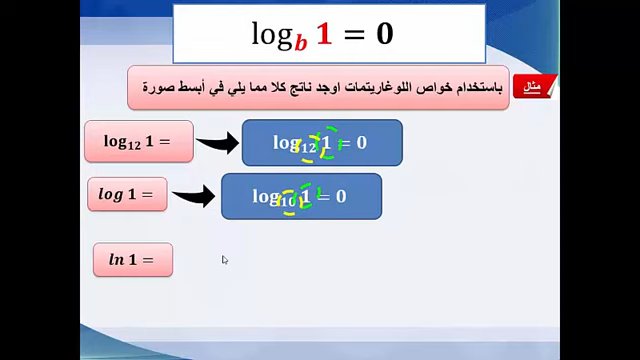 log_b 1 = 0
مثال
باستخدام خواص اللوغاريتمات اوجد ناتج كلا مما يلي في أبسط صورة
log₁₂ 1 =
log₁₂ 1 = 0
log 1 =
log₁₀ 1 = 0
ln 1 =